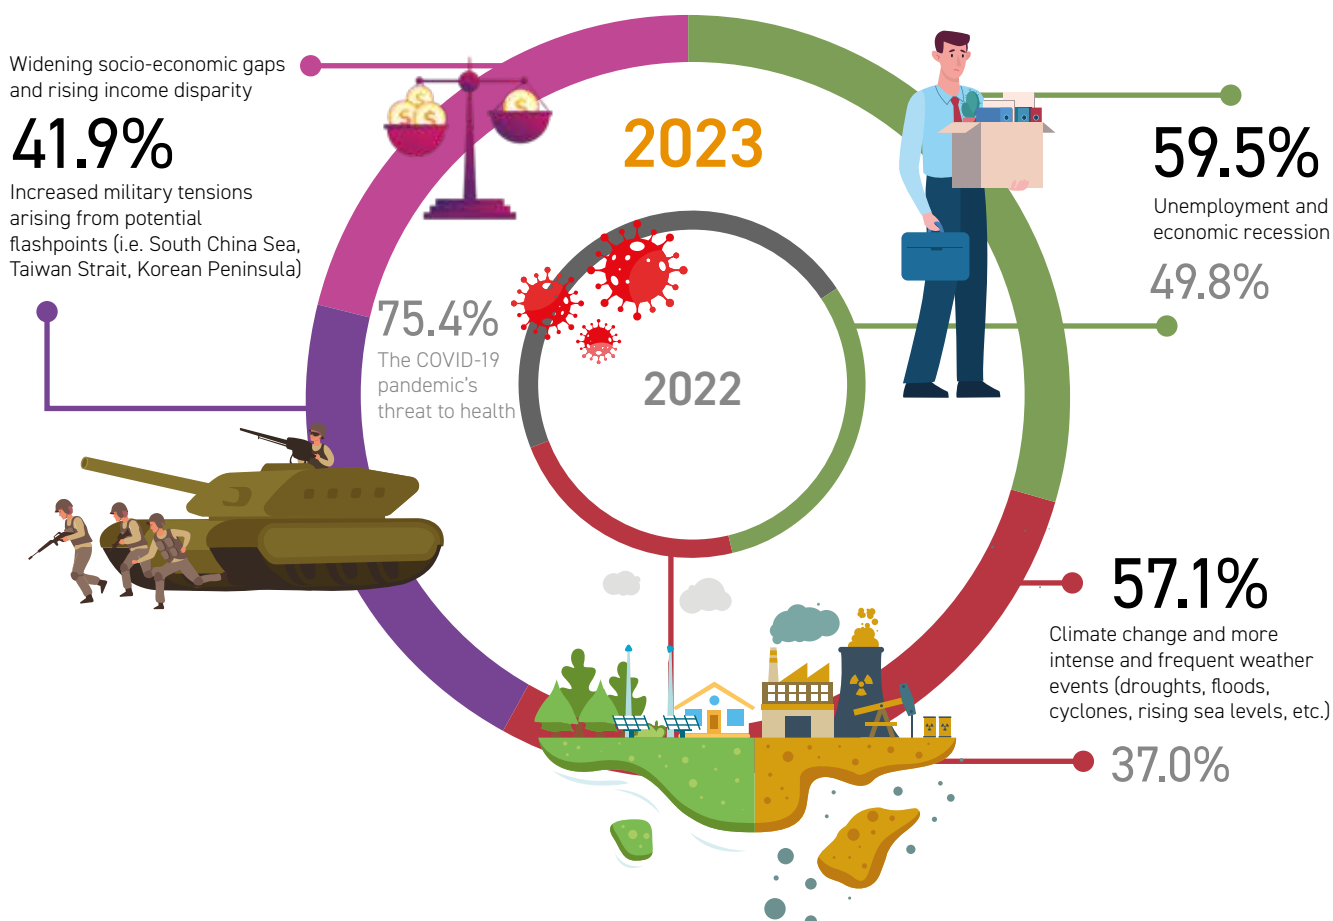 Widening socio-economic gaps
and rising income disparity
41.9%
Increased military tensions
arising from potential
flashpoints (i.e. South China Sea,
Taiwan Strait, Korean Peninsula)
2023
59.5%
Unemployment and
economic recession
49.8%
75.4%
The COVID-19
pandemic's
threat to health
2022
57.1%
Climate change and more
intense and frequent weather
events (droughts, floods,
cyclones, rising sea levels, etc.)
37.0%